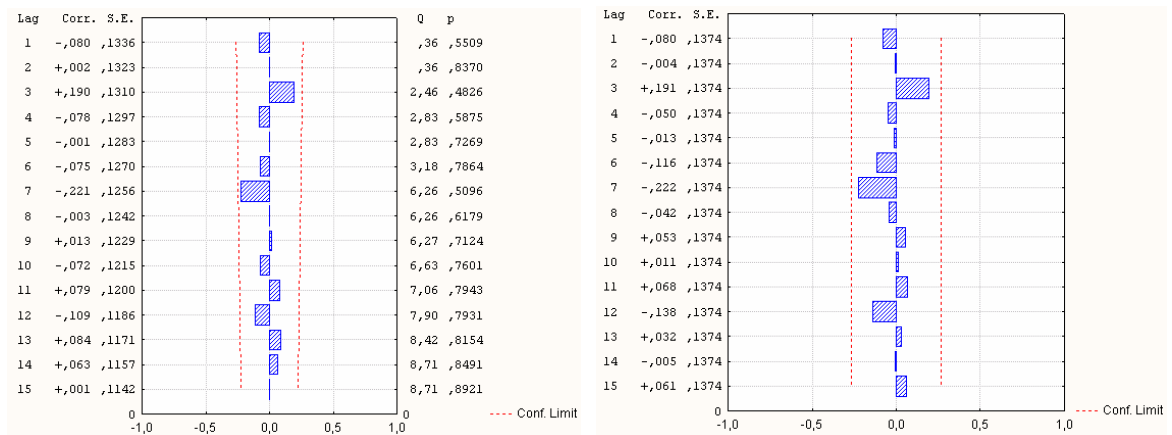 Lag Corr. S.E. Q p
1 -,080 ,1336 ,36 ,5509
2 +,002 ,1323 ,36 ,8370
3 +,190 ,1310 2,46 ,4826
4 -,078 ,1297 2,83 ,5875
5 -,001 ,1283 2,83 ,7269
6 -,075 ,1270 3,18 ,7864
7 -,221 ,1256 6,26 ,5096
8 -,003 ,1242 6,26 ,6179
9 +,013 ,1229 6,27 ,7124
10 -,072 ,1215 6,63 ,7601
11 +,079 ,1200 7,06 ,7943
12 -,109 ,1186 7,90 ,7931
13 +,084 ,1171 8,42 ,8154
14 +,063 ,1157 8,71 ,8491
15 +,001 ,1142 8,71 ,8921
0 0
-1,0 -0,5 0,0 0,5 1,0
Conf. Limit
Lag Corr. S.E.
1 -,080 ,1374
2 -,004 ,1374
3 +,191 ,1374
4 -,050 ,1374
5 -,013 ,1374
6 -,116 ,1374
7 -,222 ,1374
8 -,042 ,1374
9 +,053 ,1374
10 +,011 ,1374
11 +,068 ,1374
12 -,138 ,1374
13 +,032 ,1374
14 -,005 ,1374
15 +,061 ,1374
0 0
-1,0 -0,5 0,0 0,5 1,0
Conf. Limit